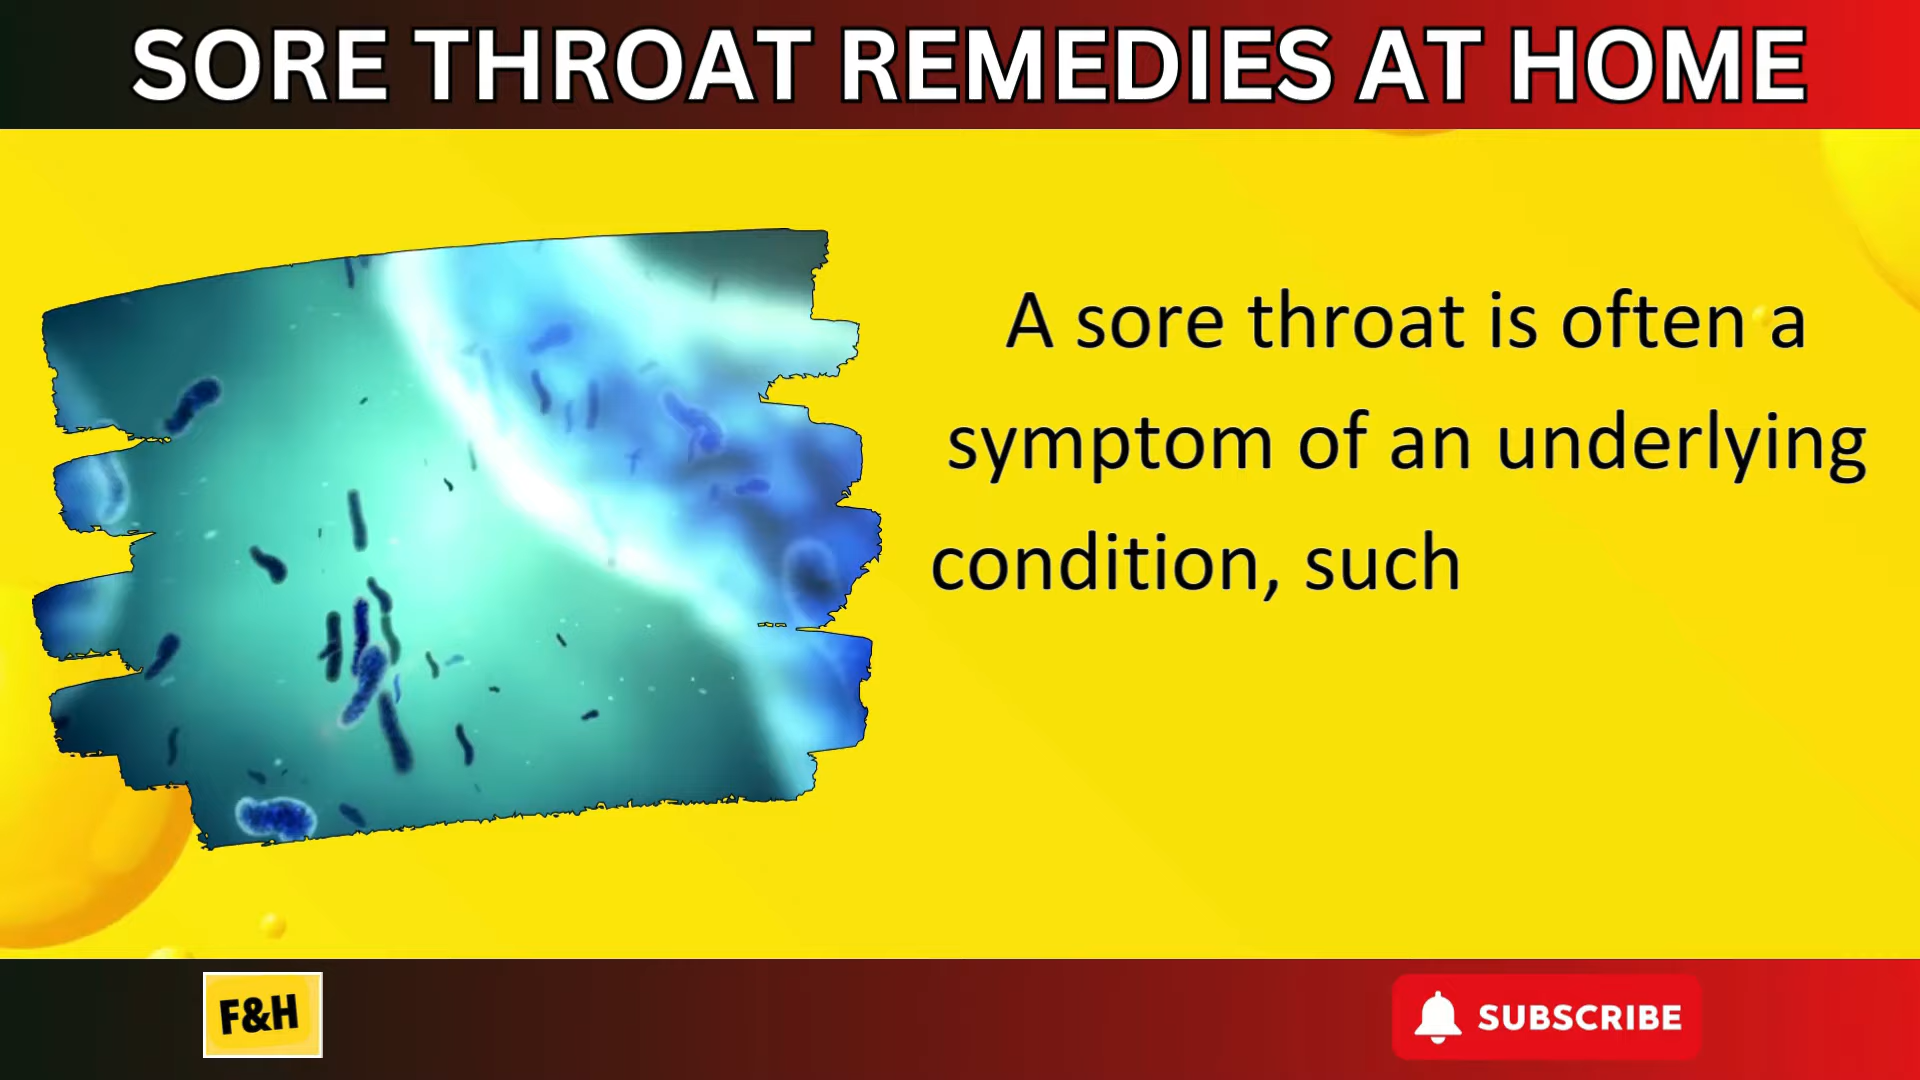 SORE THROAT REMEDIES AT HOME
A sore throat is often a
symptom of an underlying
condition, such
F&H
SUBSCRIBE